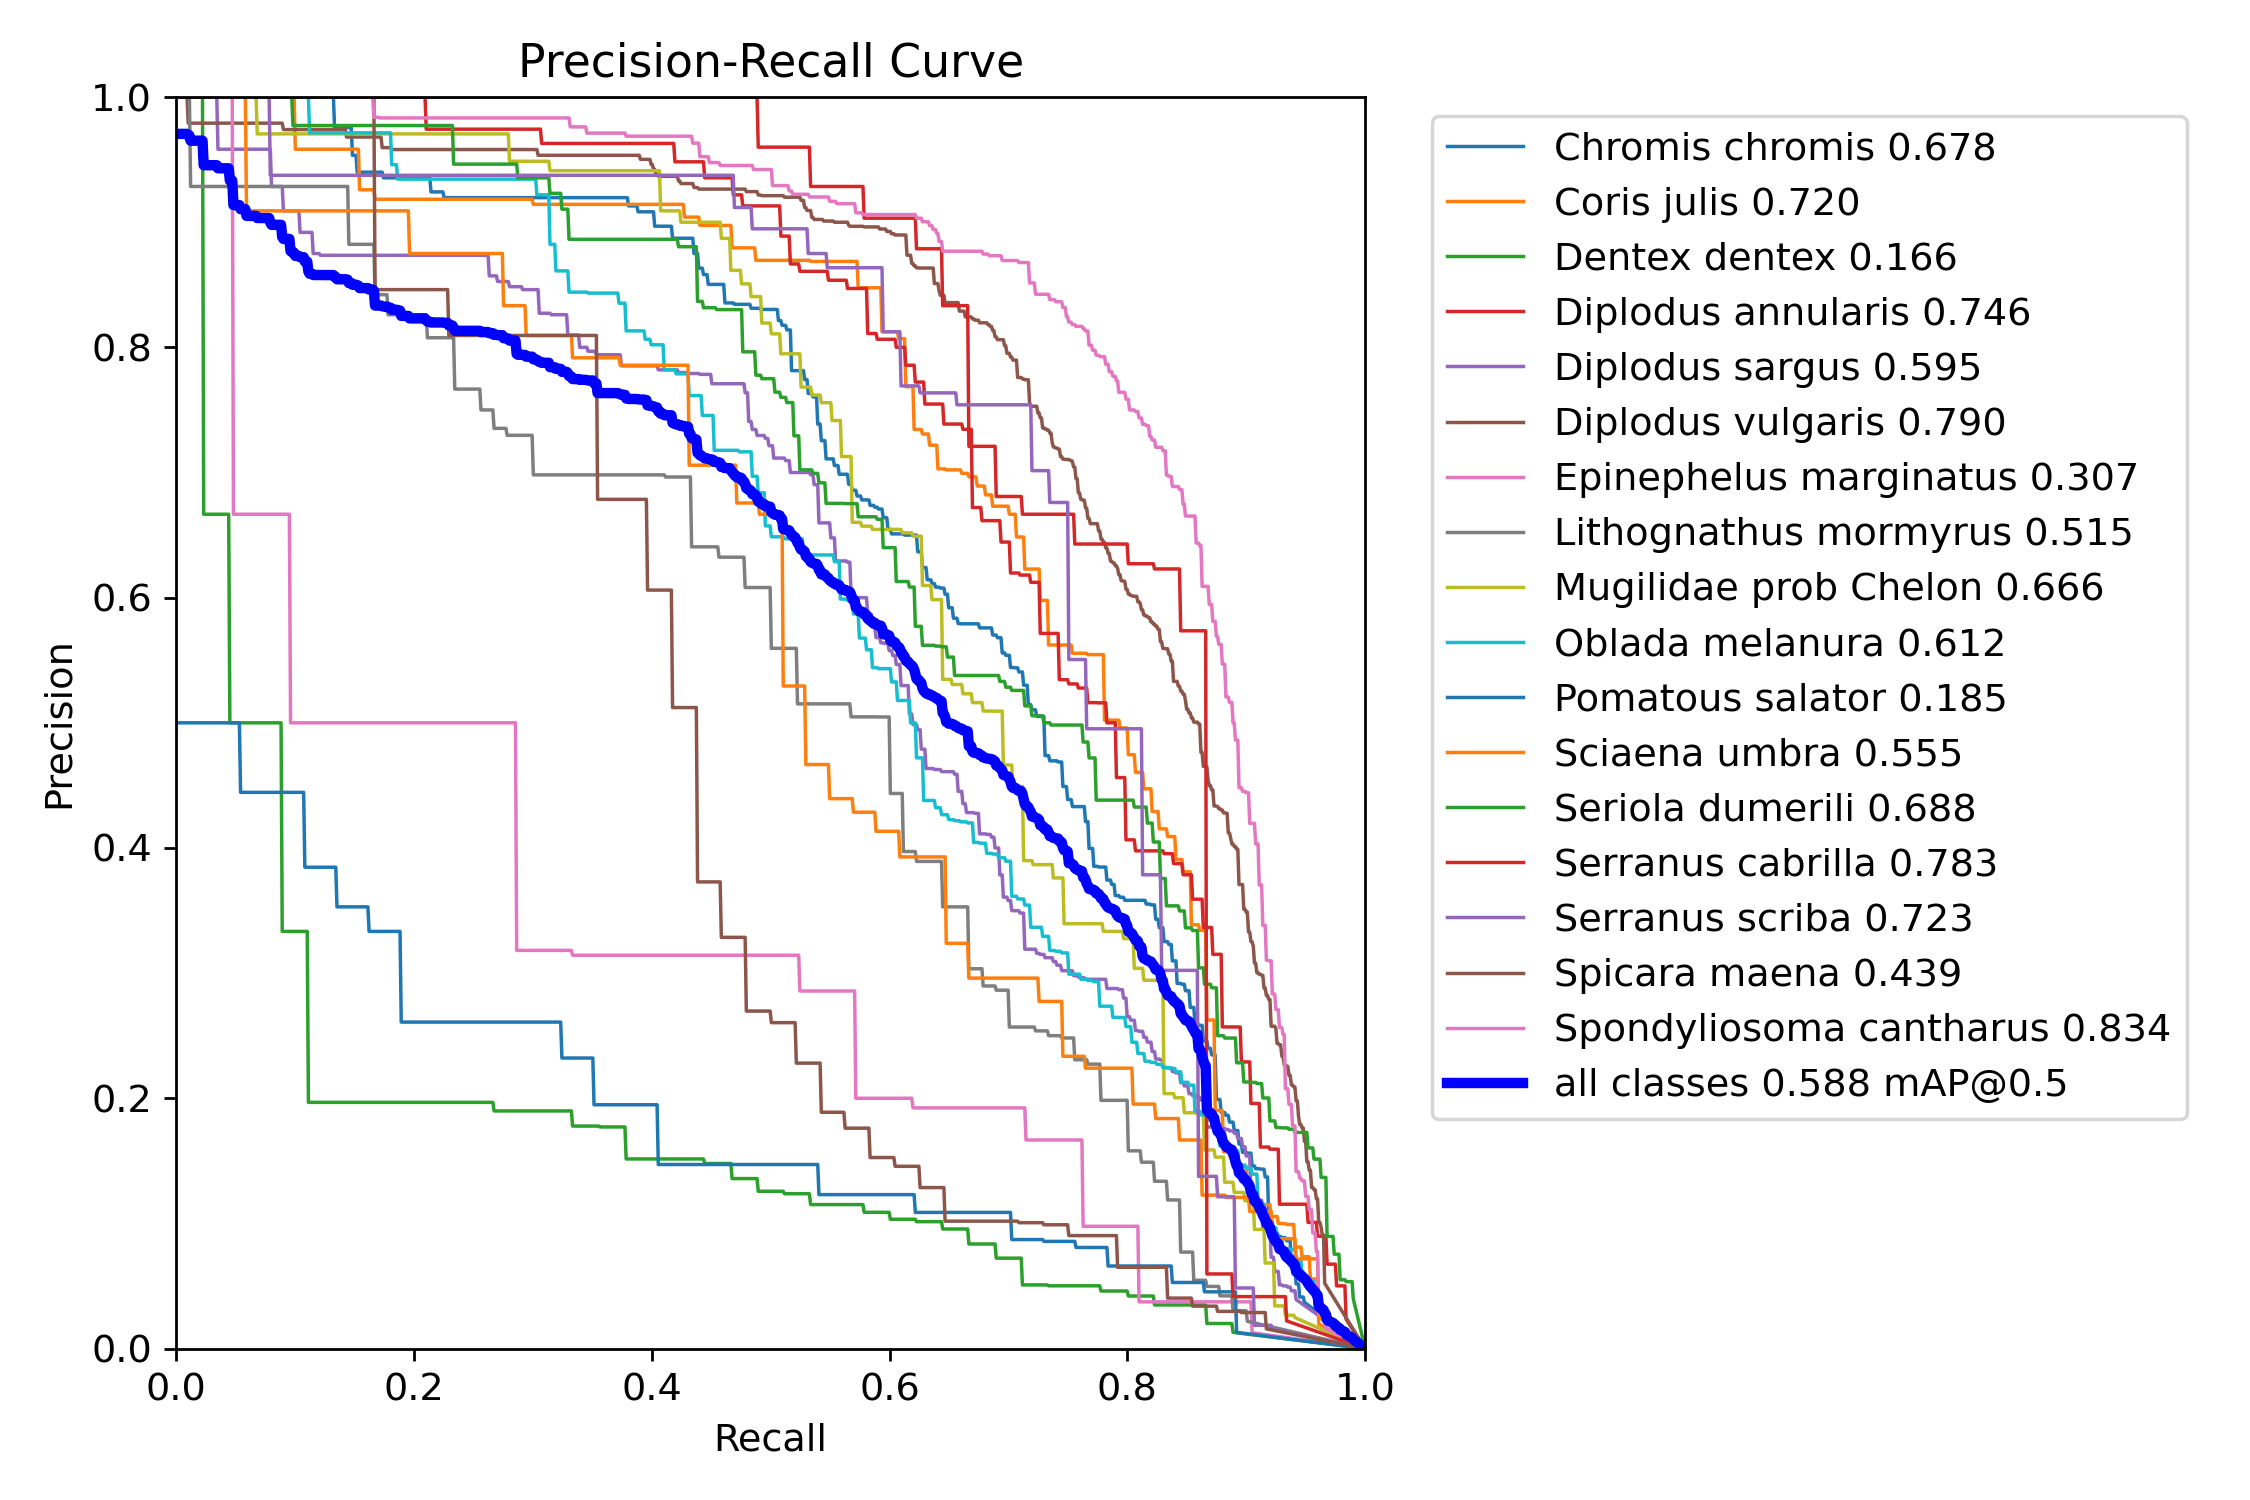 Precision-Recall Curve
1.0
0.8
0.6
0.4
0.2
0.0
Precision
0.0 0.2 0.4 0.6 0.8 1.0
Recall
Chromis chromis 0.678
Coris julis 0.720
Dentex dentex 0.166
Diplodus annularis 0.746
Diplodus sargus 0.595
Diplodus vulgaris 0.790
Epinephelus marginatus 0.307
Lithognathus mormyrus 0.515
Mugilidae prob Chelon 0.666
Oblada melanura 0.612
Pomatous salator 0.185
Sciaena umbra 0.555
Seriola dumerili 0.688
Serranus cabrilla 0.783
Serranus scriba 0.723
Spicara maena 0.439
Spondyliosoma cantharus 0.834
all classes 0.588 mAP@0.5